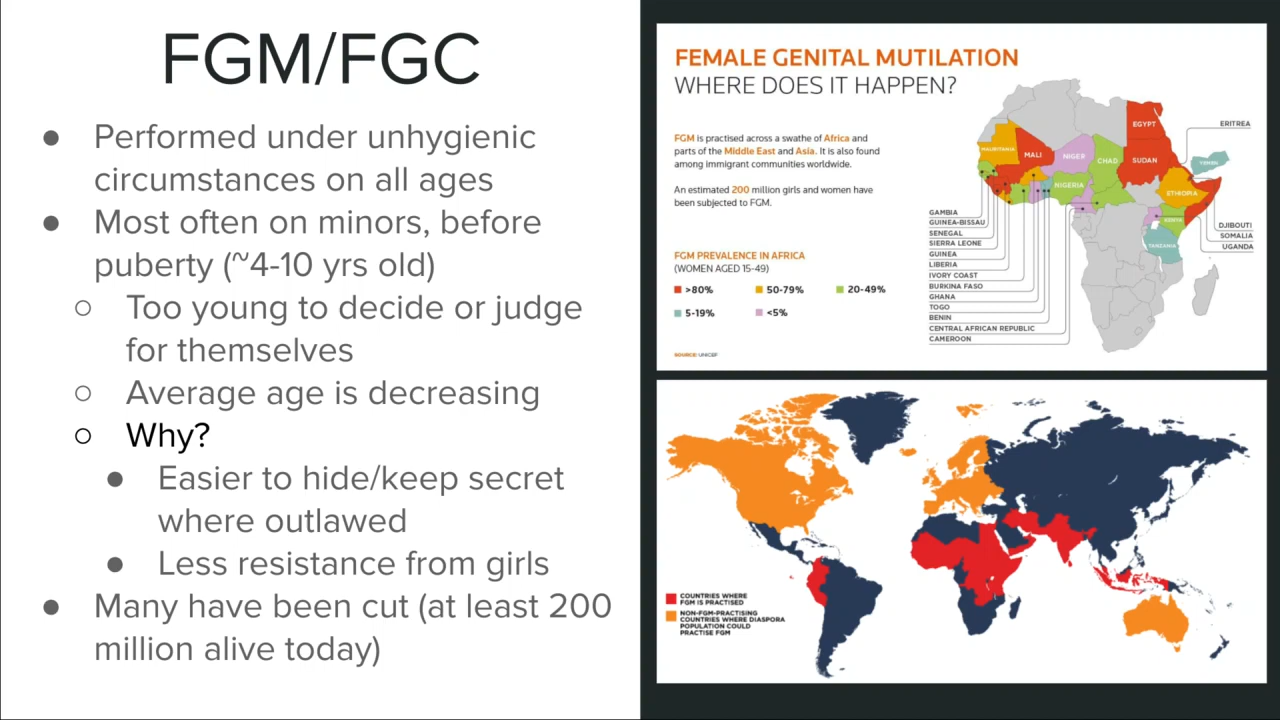 FGM/FGC
● Performed under unhygienic
circumstances on all ages
● Most often on minors, before
puberty (~4-10 yrs old)
○ Too young to decide or judge
for themselves
○ Average age is decreasing
○ Why?
● Easier to hide/keep secret
where outlawed
● Less resistance from girls
● Many have been cut (at least 200
million alive today)
FEMALE GENITAL MUTILATION
WHERE DOES IT HAPPEN?
FGM is practised across a swathe of Africa and
parts of the Middle East and Asia. It is also found
among immigrant communities worldwide.
An estimated 200 million girls and women have
been subjected to FGM.
FGM PREVALENCE IN AFRICA
(WOMEN AGED 15-49)
>80%
50-79%
20-49%
5-19%
<5%
SOURCE: UNICEF
EGYPT
ERITREA
MAURITANIA
MALI
NIGER
CHAD
SUDAN
YEMEN
NIGERIA
ETHIOPIA
KENYA
TANZANIA
DJIBOUTI
SOMALIA
UGANDA
GAMBIA
GUINEA-BISSAU
SENEGAL
SIERRA LEONE
GUINEA
LIBERIA
IVORY COAST
BURKINA FASO
GHANA
TOGO
BENIN
CENTRAL AFRICAN REPUBLIC
CAMEROON
COUNTRIES WHERE
FGM IS PRACTISED
NON-FGM-PRACTISING
COUNTRIES WHERE DIASPORA
POPULATION COULD
PRACTISE FGM